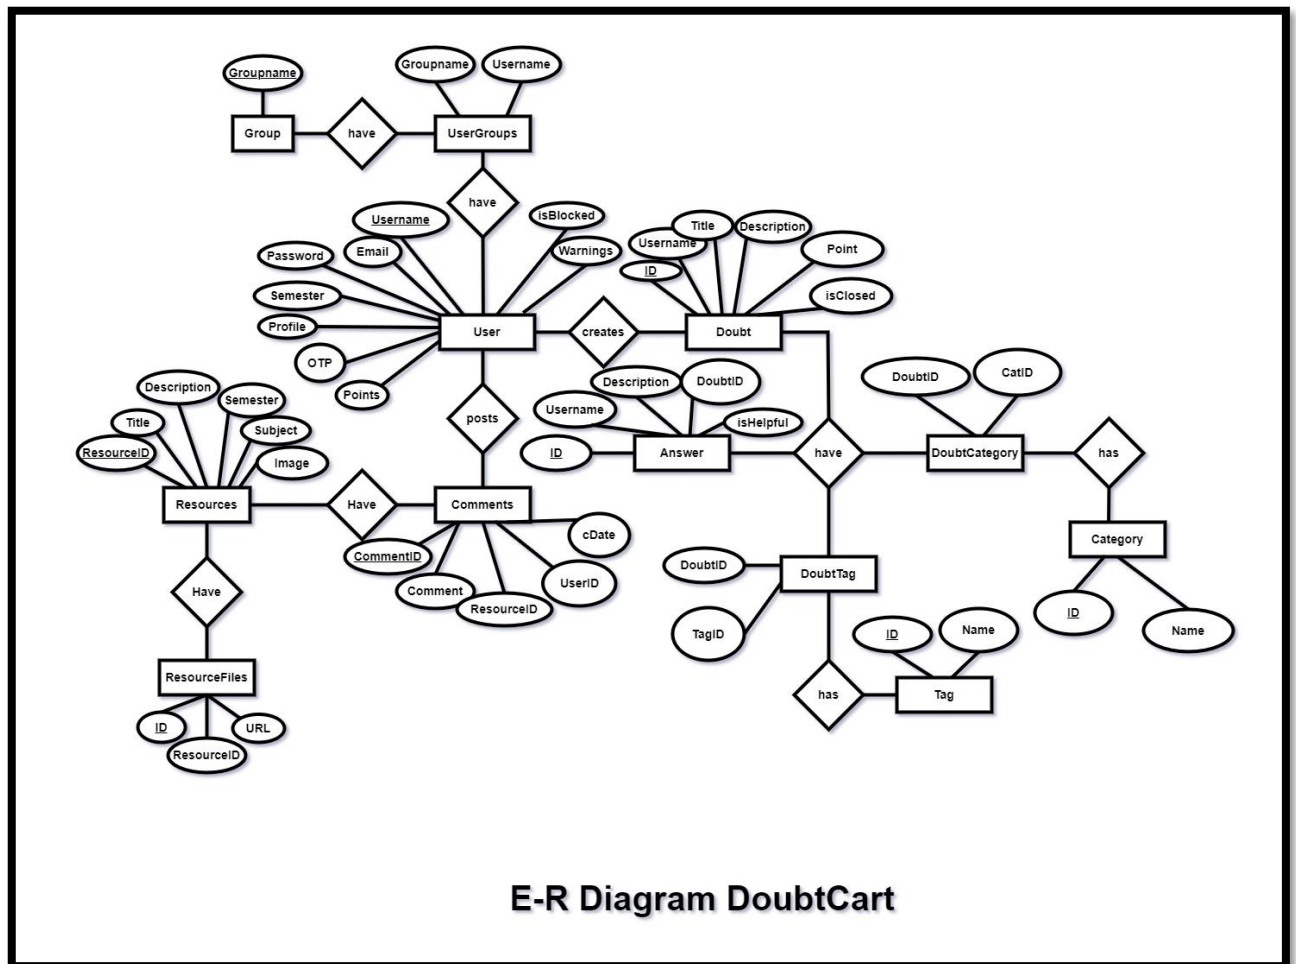 Groupname
Groupname
Username
Group
have
UserGroups
have
Username
isBlocked
Email
Warnings
Password
Semester
Profile
OTP
Points
User
creates
Title
Description
Username
ID
Point
isClosed
Doubt
Description
DoubtID
Username
isHelpful
ID
Answer
have
DoubtID
CatID
DoubtCategory
has
Category
ID
Name
posts
Description
Semester
Title
Subject
ResourceID
Image
Resources
Have
Comments
CommentID
cDate
Comment
UserID
ResourceID
DoubtID
DoubtTag
TagID
ID
Name
has
Tag
Have
ResourceFiles
ID
URL
ResourceID
E-R Diagram DoubtCart